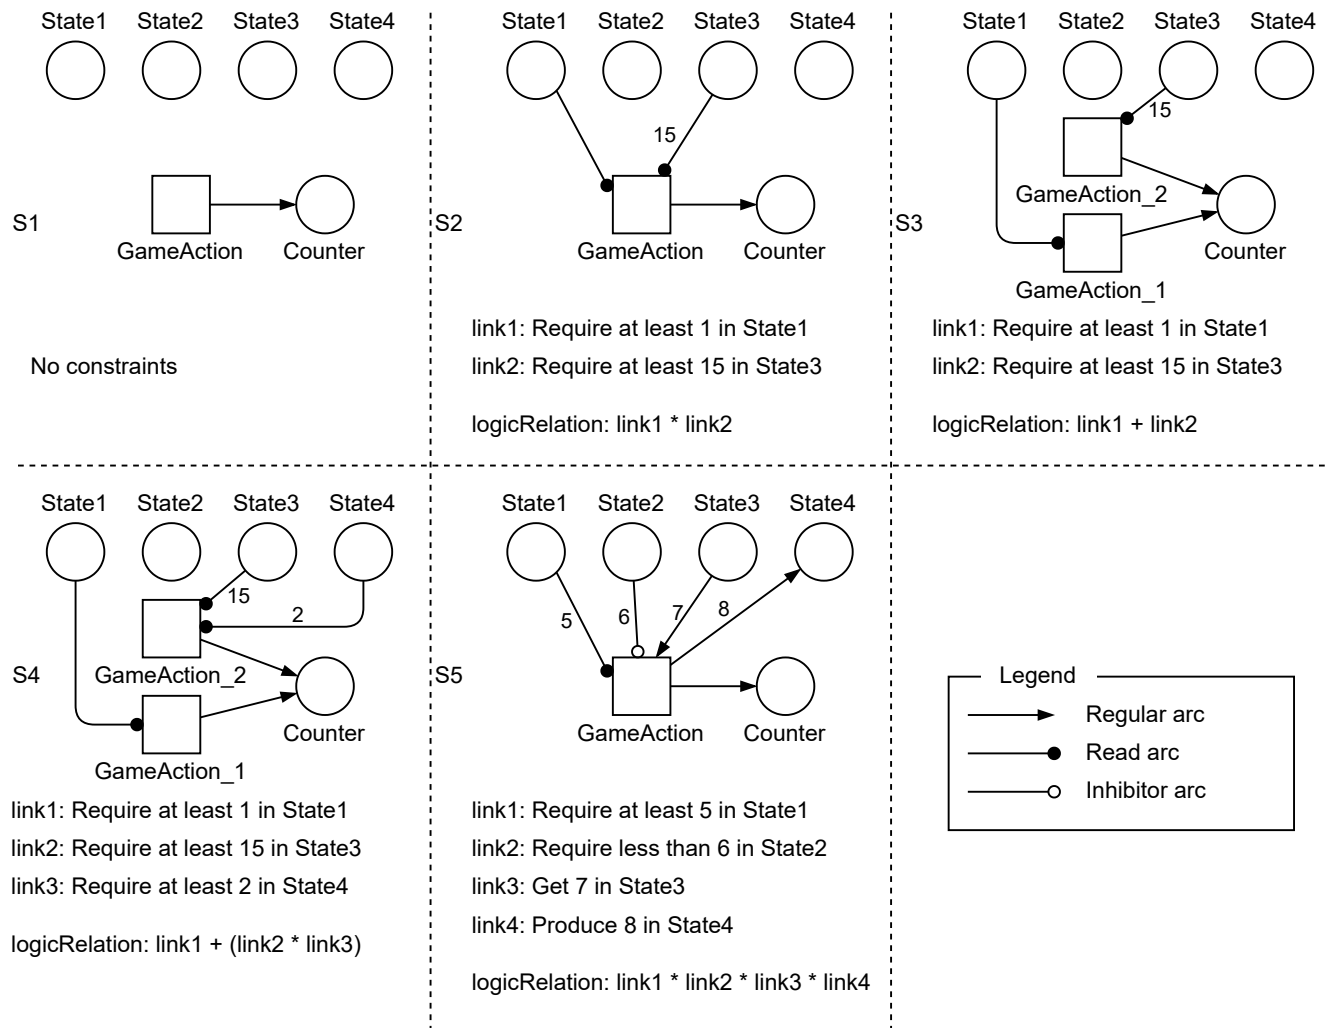 State1 State2 State3 State4
S1
GameAction Counter
No constraints
State1 State2 State3 State4
15
S2
GameAction Counter
link1: Require at least 1 in State1
link2: Require at least 15 in State3
logicRelation: link1 * link2
State1 State2 State3 State4
15
GameAction_2
S3
Counter
GameAction_1
link1: Require at least 1 in State1
link2: Require at least 15 in State3
logicRelation: link1 + link2
State1 State2 State3 State4
15
2
S4
GameAction_2
Counter
GameAction_1
link1: Require at least 1 in State1
link2: Require at least 15 in State3
link3: Require at least 2 in State4
logicRelation: link1 + (link2 * link3)
State1 State2 State3 State4
5 6 7 8
S5
GameAction Counter
link1: Require at least 5 in State1
link2: Require less than 6 in State2
link3: Get 7 in State3
link4: Produce 8 in State4
logicRelation: link1 * link2 * link3 * link4
Legend
Regular arc
Read arc
Inhibitor arc